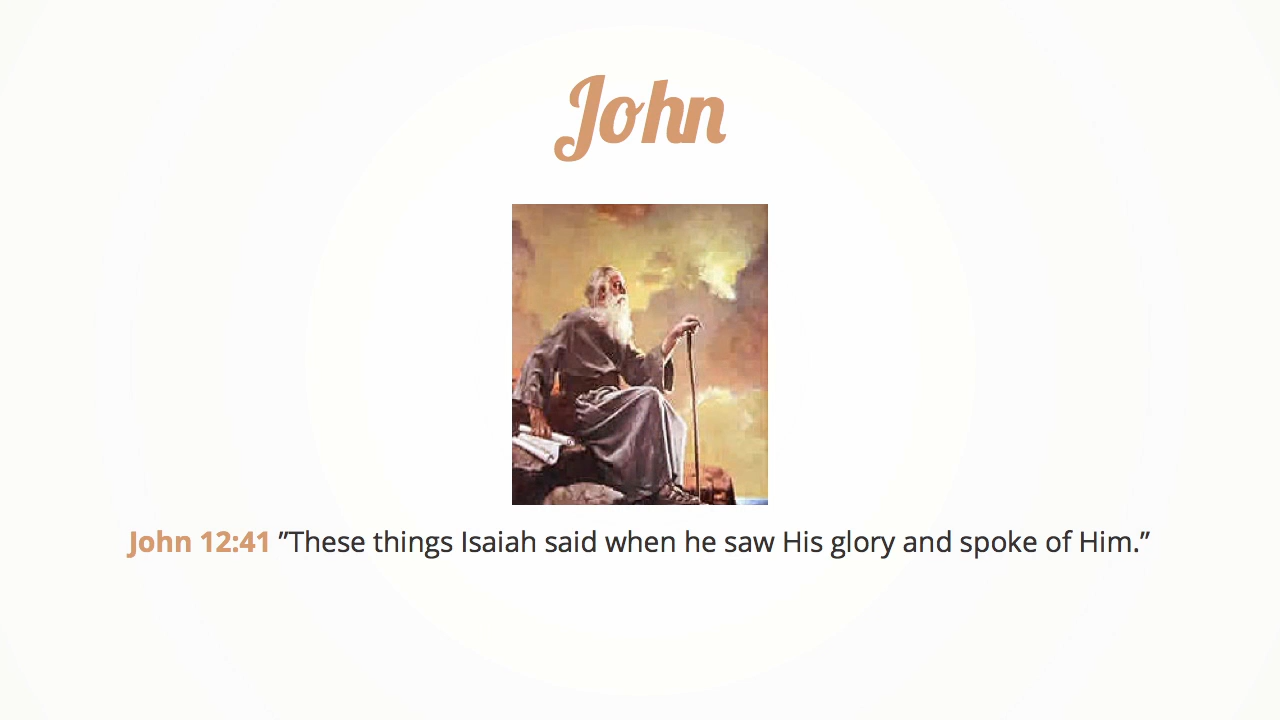 John
John 12:41 ”These things Isaiah said when he saw His glory and spoke of Him.”